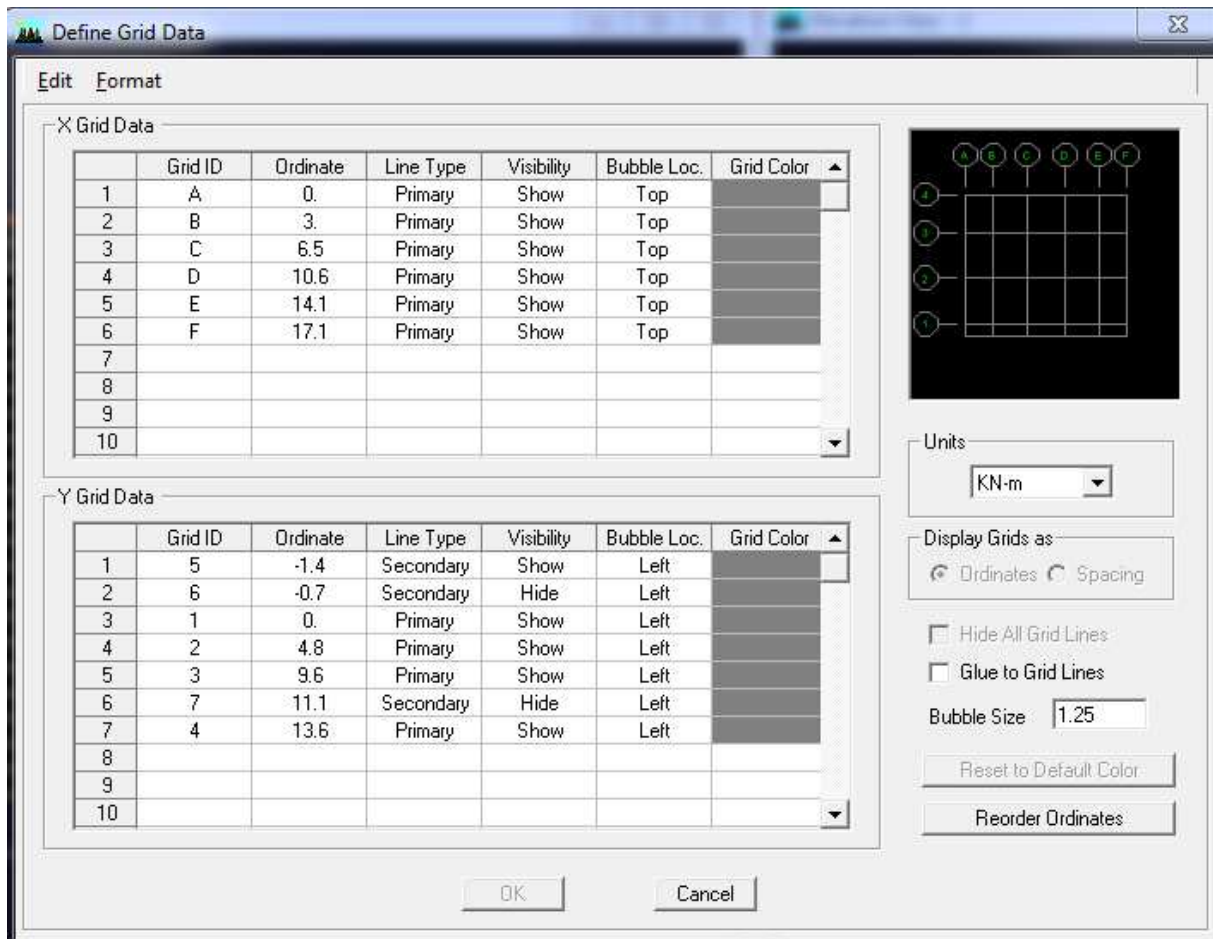 Define Grid Data
Edit Format
X Grid Data
Grid ID Ordinate Line Type Visibility Bubble Loc. Grid Color
1 A 0. Primary Show Top
2 B 3. Primary Show Top
3 C 6.5 Primary Show Top
4 D 10.6 Primary Show Top
5 E 14.1 Primary Show Top
6 F 17.1 Primary Show Top
7
8
9
10
Y Grid Data
Grid ID Ordinate Line Type Visibility Bubble Loc. Grid Color
1 5 -1.4 Secondary Show Left
2 6 -0.7 Secondary Hide Left
3 1 0. Primary Show Left
4 2 4.8 Primary Show Left
5 3 9.6 Primary Show Left
6 7 11.1 Secondary Hide Left
7 4 13.6 Primary Show Left
8
9
10
A B C D E F
4
3
2
1
Units
KN-m
Display Grids as
Ordinates Spacing
Hide All Grid Lines
Glue to Grid Lines
Bubble Size 1.25
Reset to Default Color
Reorder Ordinates
OK Cancel